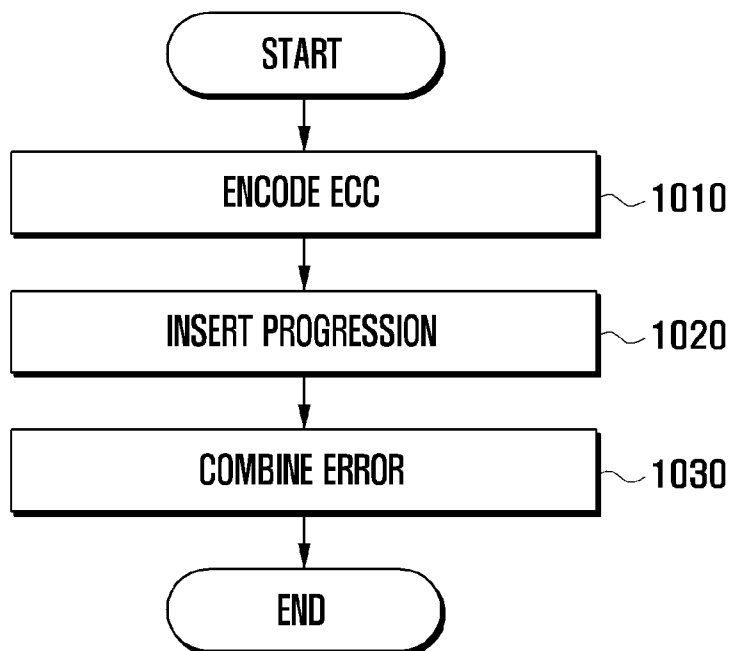 START
ENCODE ECC
1010
INSERT PROGRESSION
1020
COMBINE ERROR
1030
END